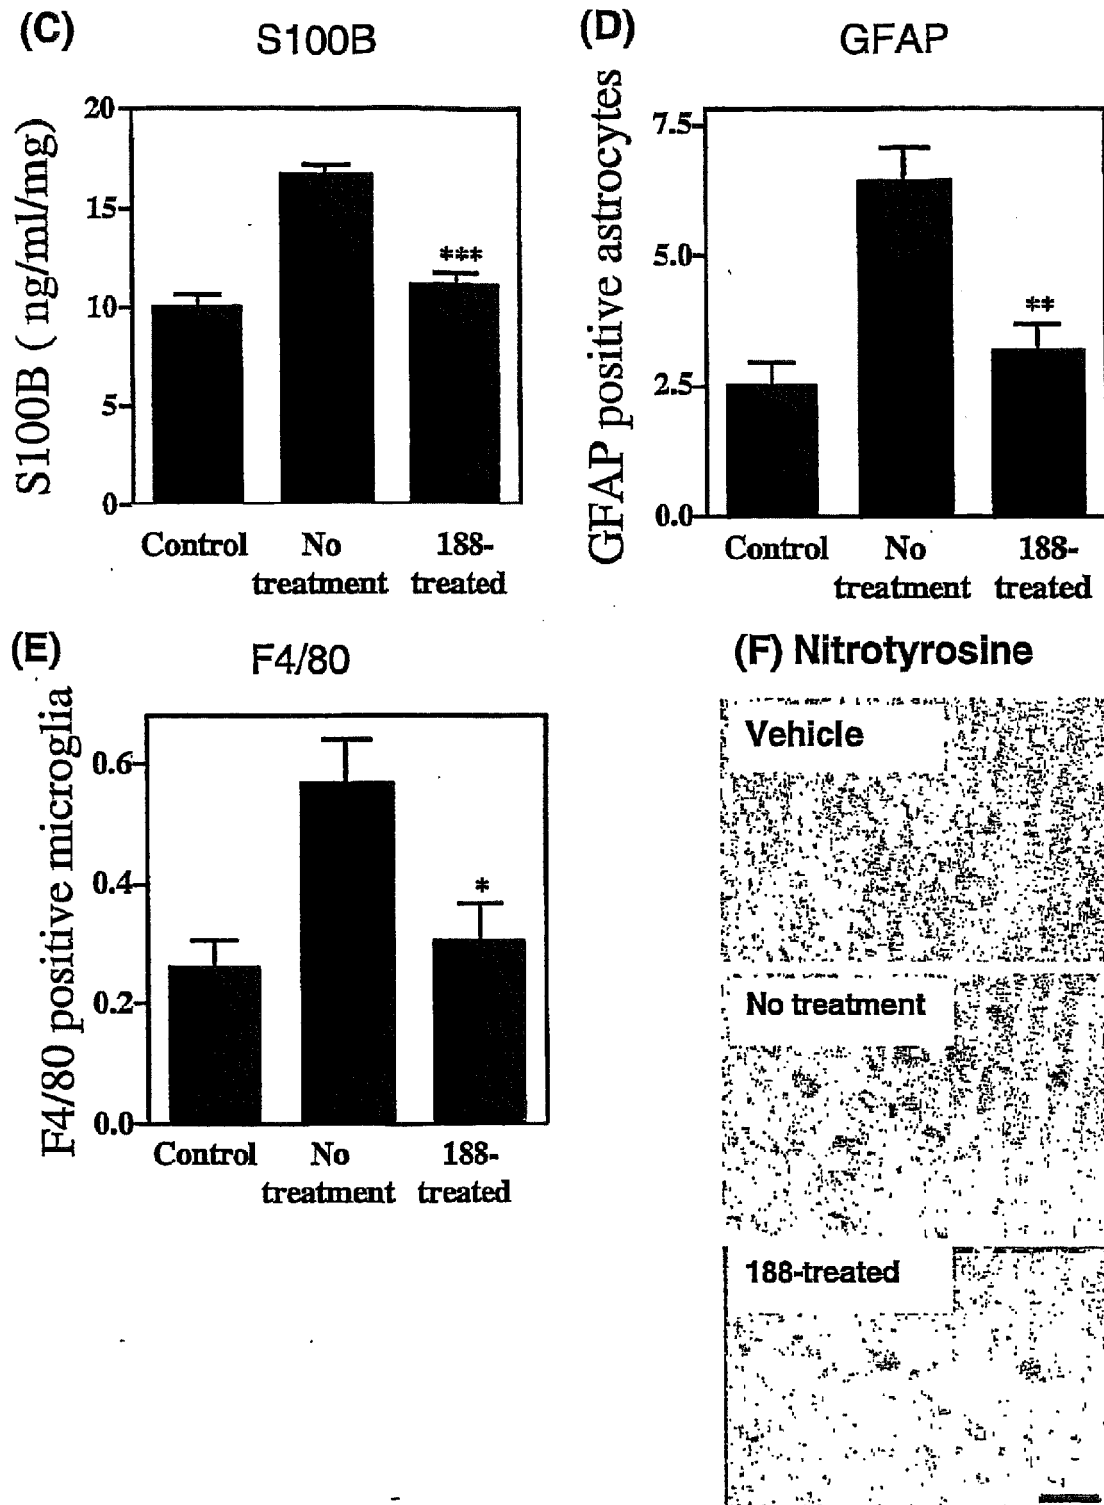 (C)
S100B
S100B ( ng/ml/mg)
20
15
10
5
0
***
Control
No
treatment
188-
treated
(D)
GFAP
GFAP positive astrocytes
7.5
5.0
2.5
0.0
**
Control
No
treatment
188-
treated
(E)
F4/80
F4/80 positive microglia
0.6
0.4
0.2
0.0
*
Control
No
treatment
188-
treated
(F) Nitrotyrosine
Vehicle
No treatment
188-treated